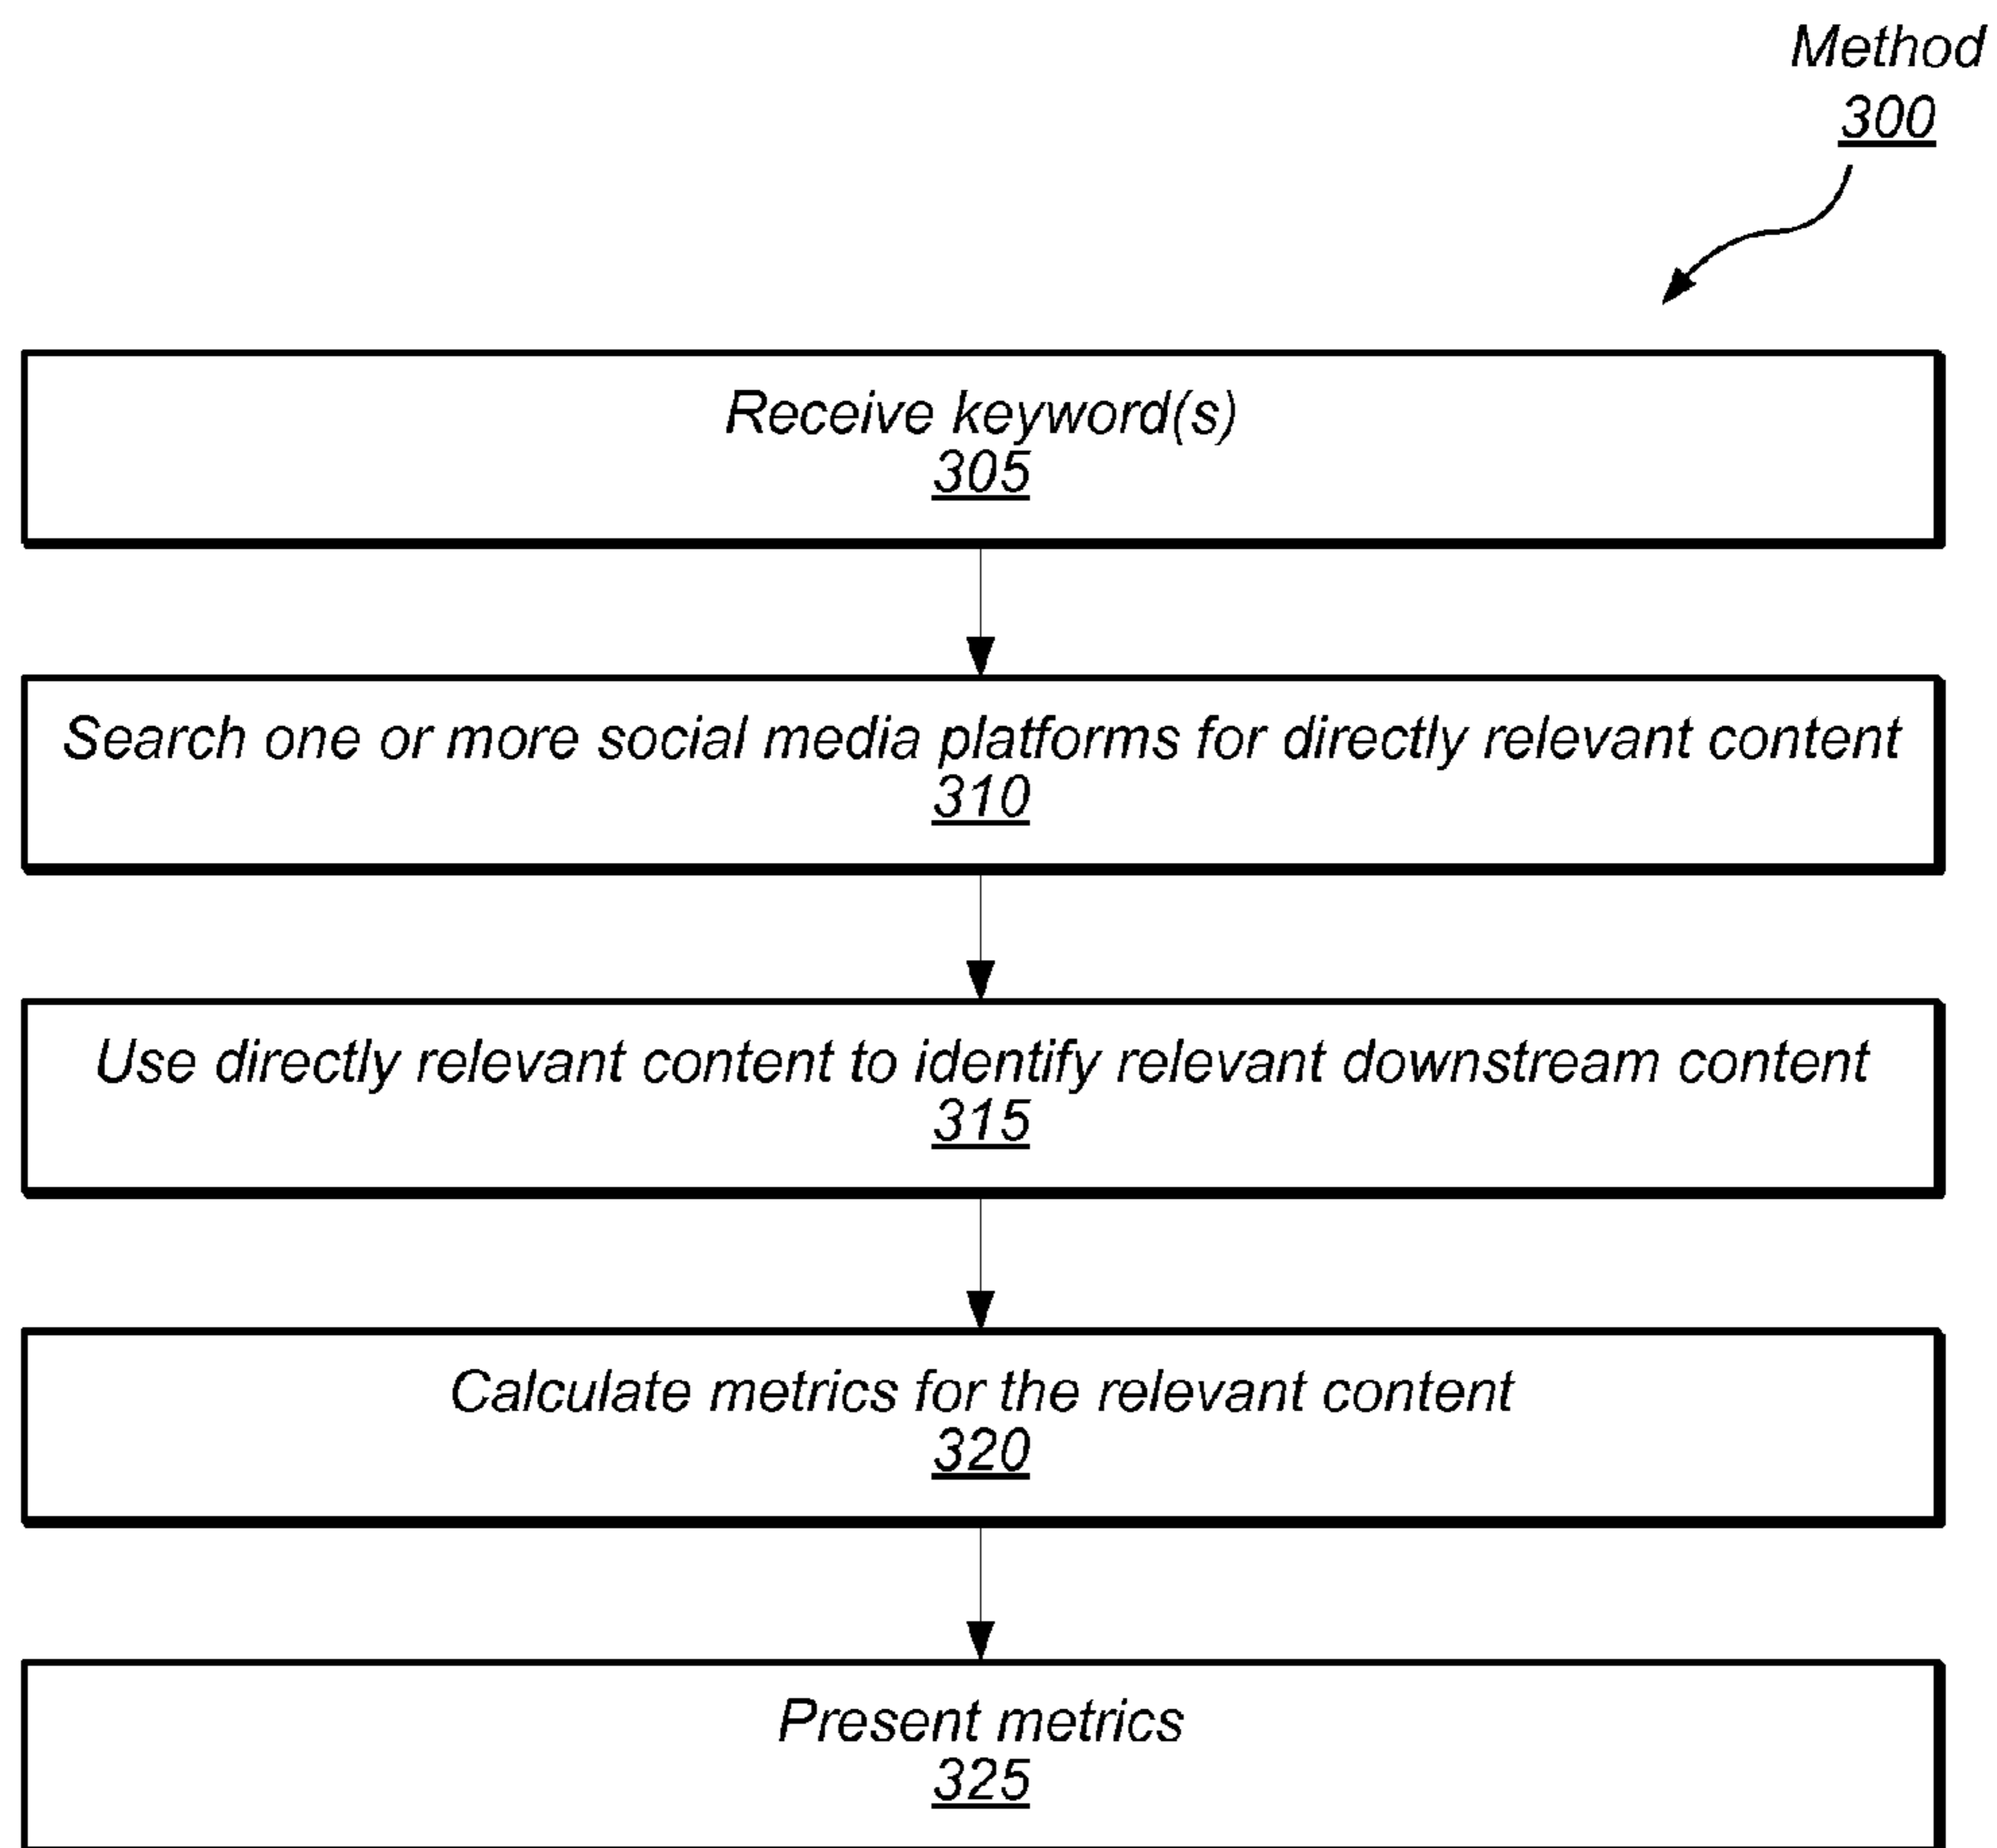 Method
300
Receive keyword(s)
305
Search one or more social media platforms for directly relevant content
310
Use directly relevant content to identify relevant downstream content
315
Calculate metrics for the relevant content
320
Present metrics
325